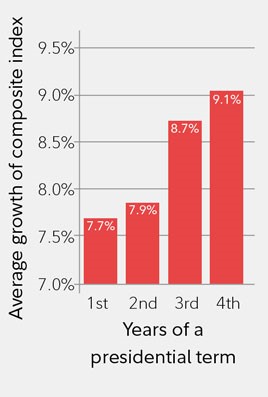 Average growth of composite index
9.5%
9.0%
8.5%
8.0%
7.5%
7.0%
7.7%
7.9%
8.7%
9.1%
1st 2nd 3rd 4th
Years of a
presidential term